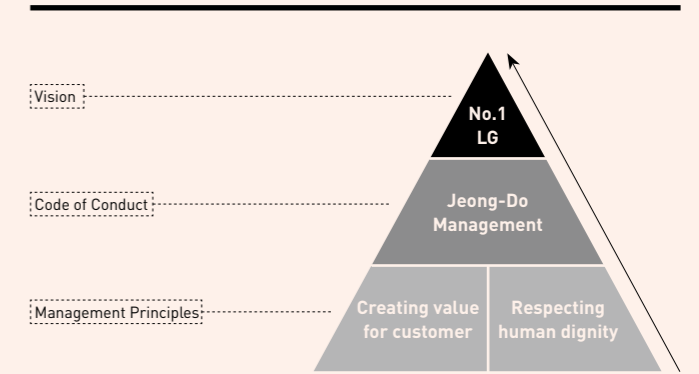 Vision
No.1
LG
Code of Conduct
Jeong-Do
Management
Management Principles
Creating value
for customer
Respecting
human dignity